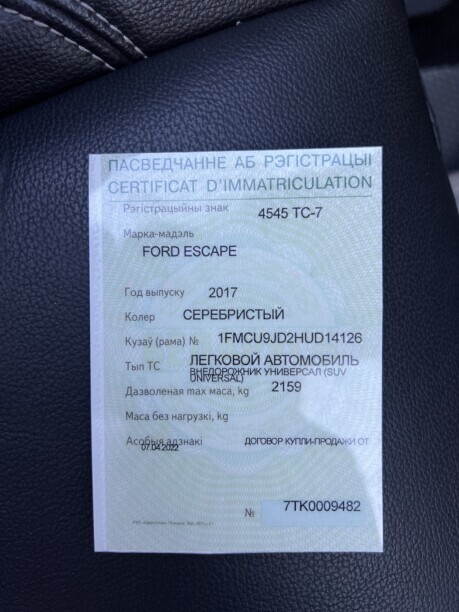 ПАСВЕДЧАННЕ АБ РЭГІСТРАЦЫІ
CERTIFICAT D'IMMATRICULATION
Рэгістрацыйны знак 4545 TC-7
Марка-мадэль
FORD ESCAPE
Год выпуску 2017
Колер СЕРЕБРИСТЫЙ
Кузаў (рама) № 1FMCU9JD2HUD14126
Тып ТС ЛЕГКОВОЙ АВТОМОБИЛЬ
ВНЕДОРОЖНИК УНИВЕРСАЛ (SUV
UNIVERSAL)
Дазволеная max маса, kg 2159
Маса без нагрузкі, kg
Асобыя адзнакі ДОГОВОР КУПЛИ-ПРОДАЖИ ОТ
07.04.2022
№ 7TK0009482